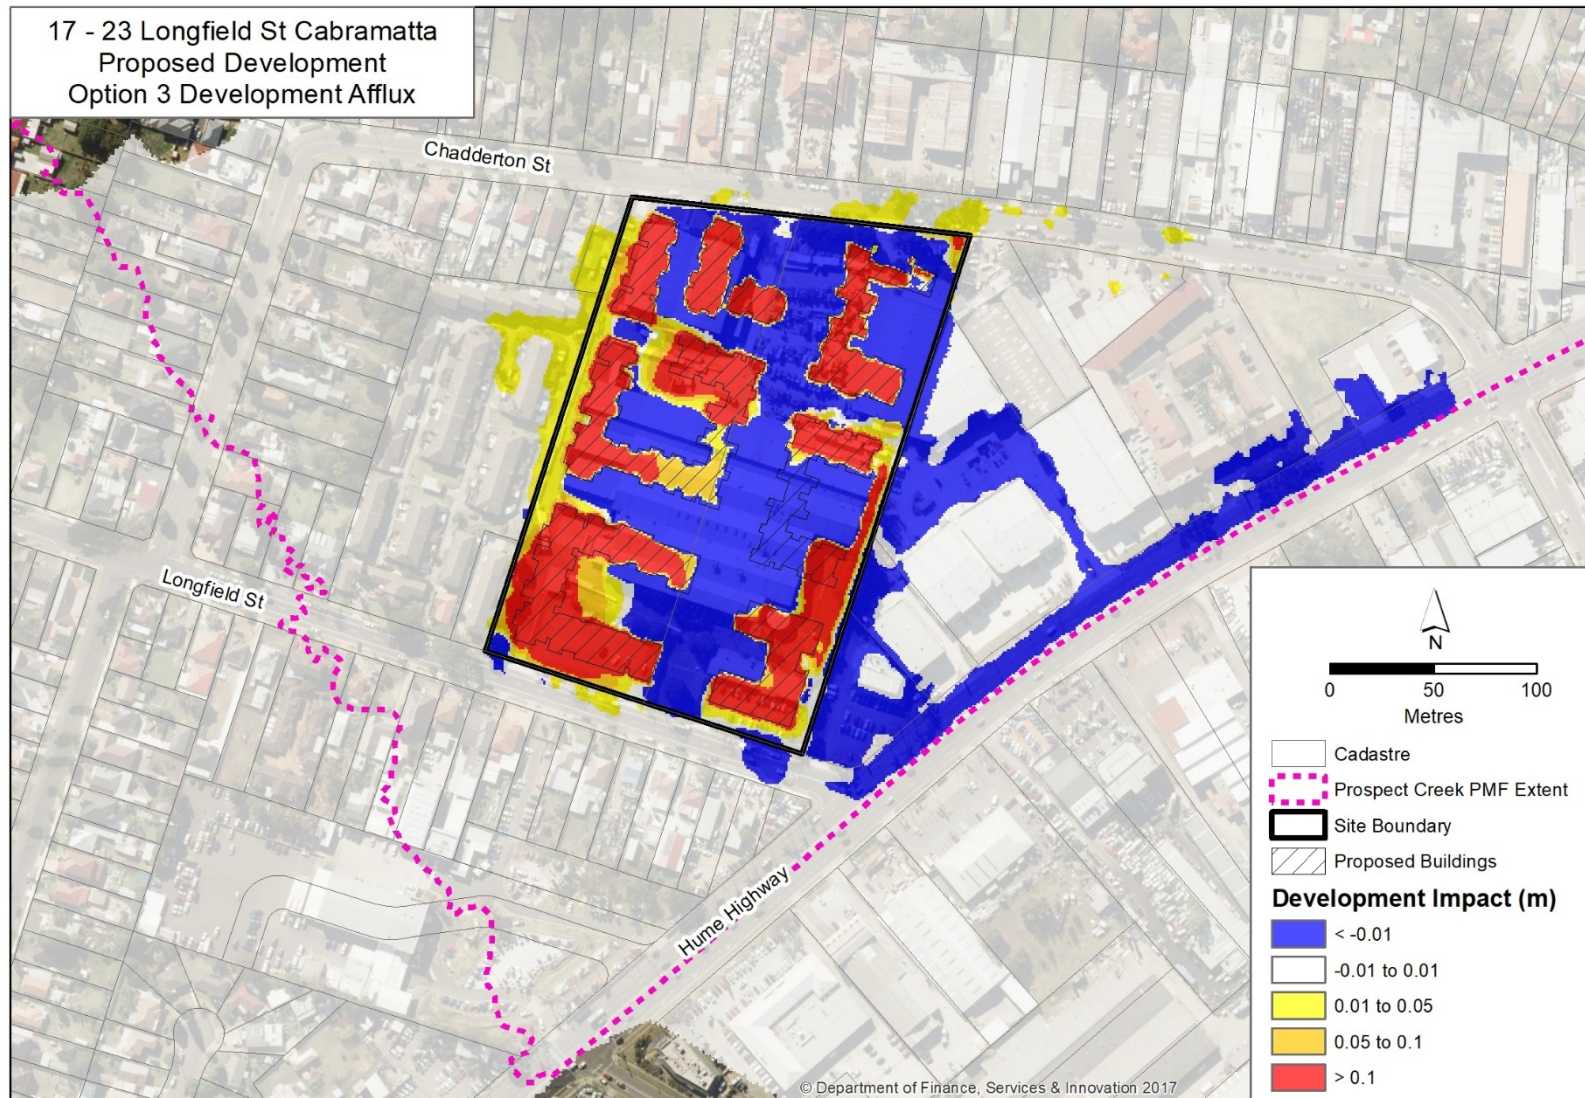 17 - 23 Longfield St Cabramatta
Proposed Development
Option 3 Development Afflux
Chadderton St
Longfield St
Hume Highway
N
0 50 100
Metres
Cadastre
Prospect Creek PMF Extent
Site Boundary
Proposed Buildings
Development Impact (m)
< -0.01
-0.01 to 0.01
0.01 to 0.05
0.05 to 0.1
> 0.1
© Department of Finance, Services & Innovation 2017